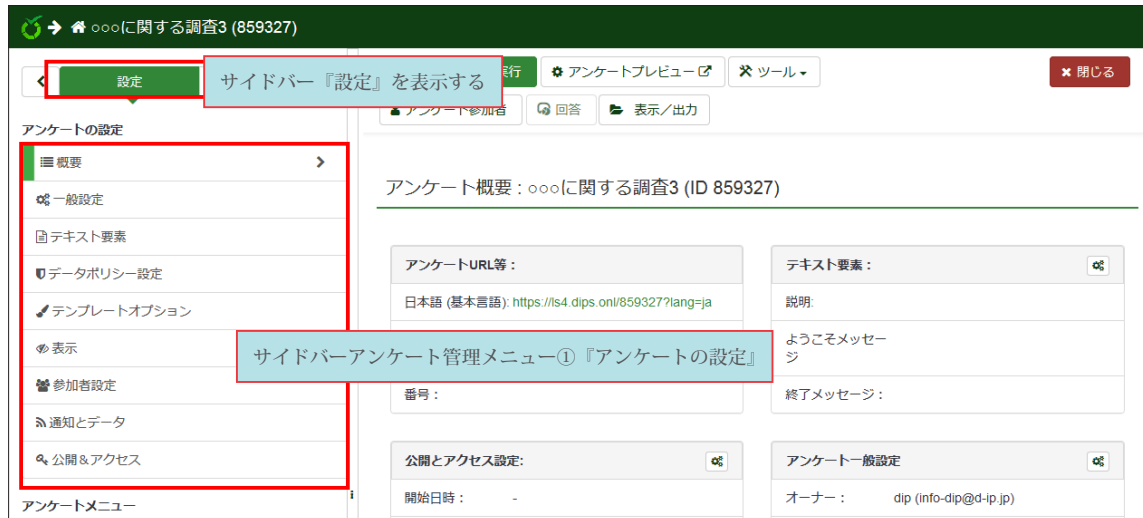 ○○○に関する調査3 (859327)
設定
サイドバー『設定』を表示する
実行
アンケートプレビュー
ツール
閉じる
アンケート参加者
回答
表示／出力
アンケートの設定
概要
一般設定
テキスト要素
データポリシー設定
テンプレートオプション
表示
参加者設定
通知とデータ
公開＆アクセス
アンケートメニュー
アンケート概要 : ○○○に関する調査3 (ID 859327)
アンケートURL等：
日本語 (基本言語): https://ls4.dips.onl/859327?lang=ja
サイドバーアンケート管理メニュー①『アンケートの設定』
番号：
テキスト要素：
説明:
ようこそメッセー
ジ
終了メッセージ：
公開とアクセス設定:
開始日時： -
アンケート一般設定
オーナー： dip (info-dip@d-ip.jp)